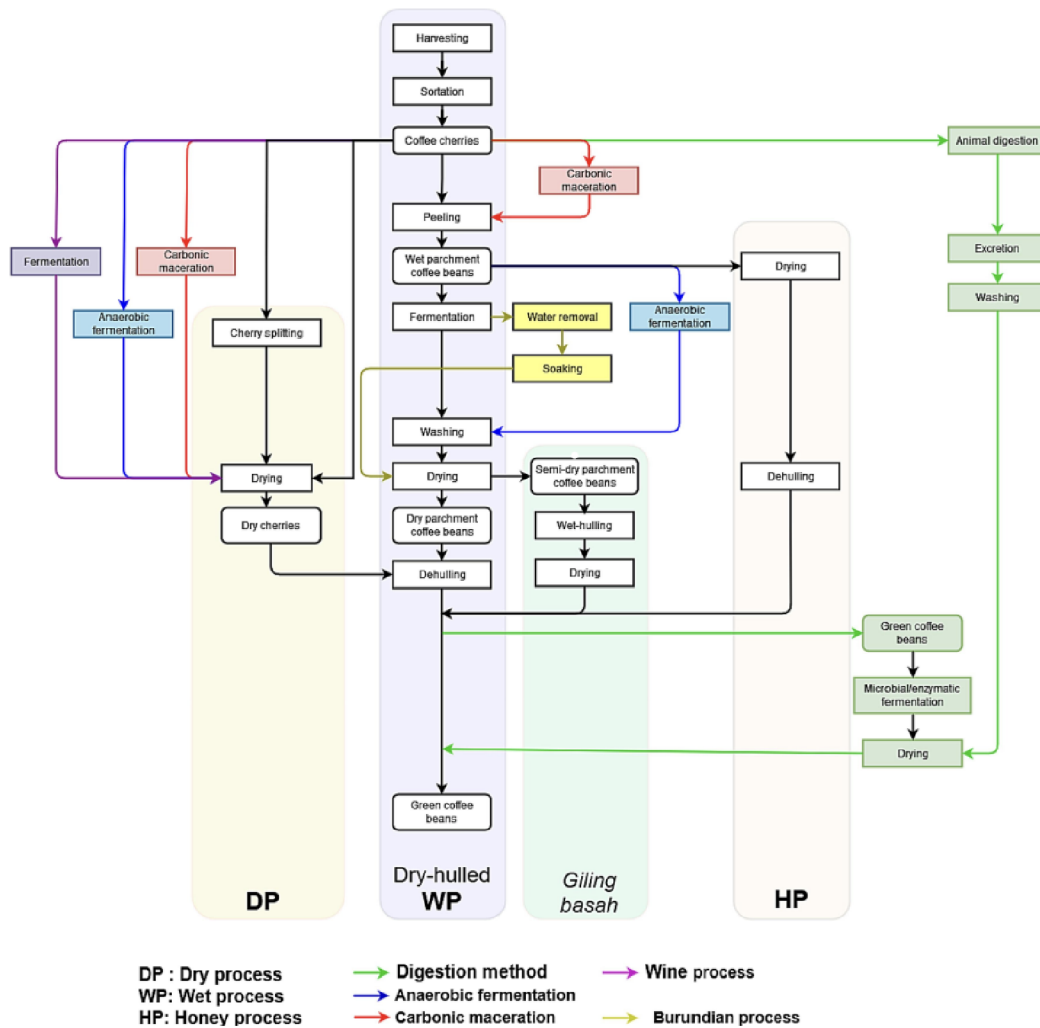 Harvesting
Sortation
Coffee cherries
Animal digestion
Carbonic
maceration
Peeling
Fermentation
Carbonic
maceration
Wet parchment
coffee beans
Drying
Excretion
Washing
Anaerobic
fermentation
Cherry splitting
Fermentation
Water removal
Anaerobic
fermentation
Soaking
Washing
Drying
Drying
Semi-dry parchment
coffee beans
Dehulling
Dry cherries
Dry parchment
coffee beans
Wet-hulling
Dehulling
Drying
Green coffee
beans
Microbial/enzymatic
fermentation
Drying
Green coffee
beans
DP
Dry-hulled
WP
Giling
basah
HP
DP : Dry process
Digestion method
Wine process
WP: Wet process
Anaerobic fermentation
HP: Honey process
Carbonic maceration
Burundian process